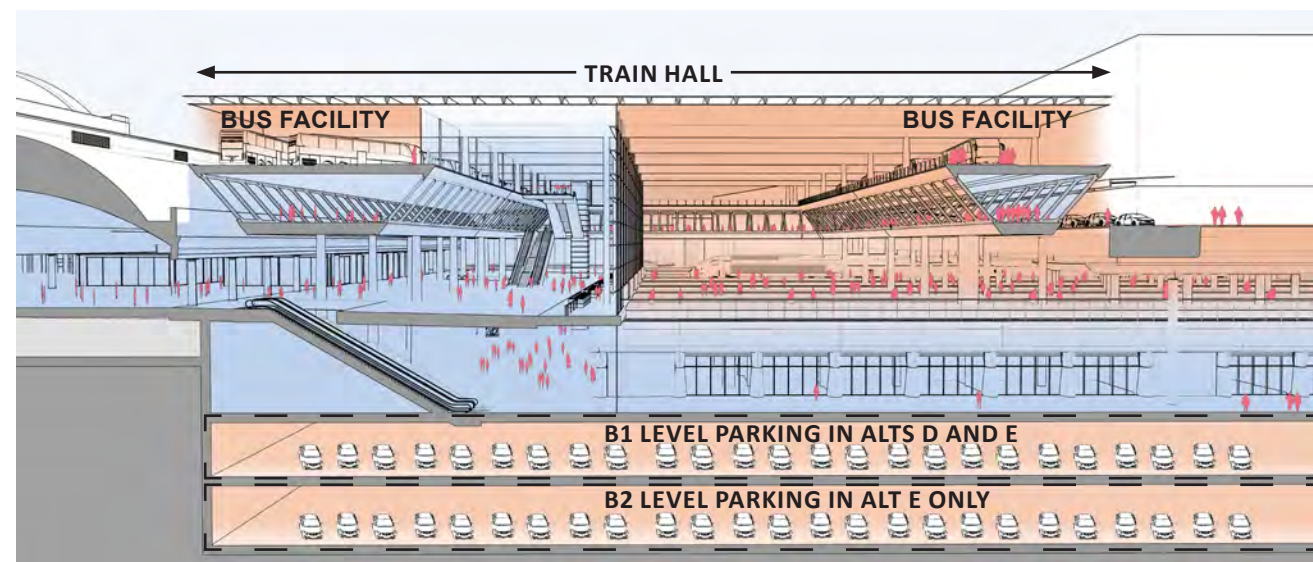 TRAIN HALL
BUS FACILITY
BUS FACILITY
B1 LEVEL PARKING IN ALTS D AND E
B2 LEVEL PARKING IN ALT E ONLY